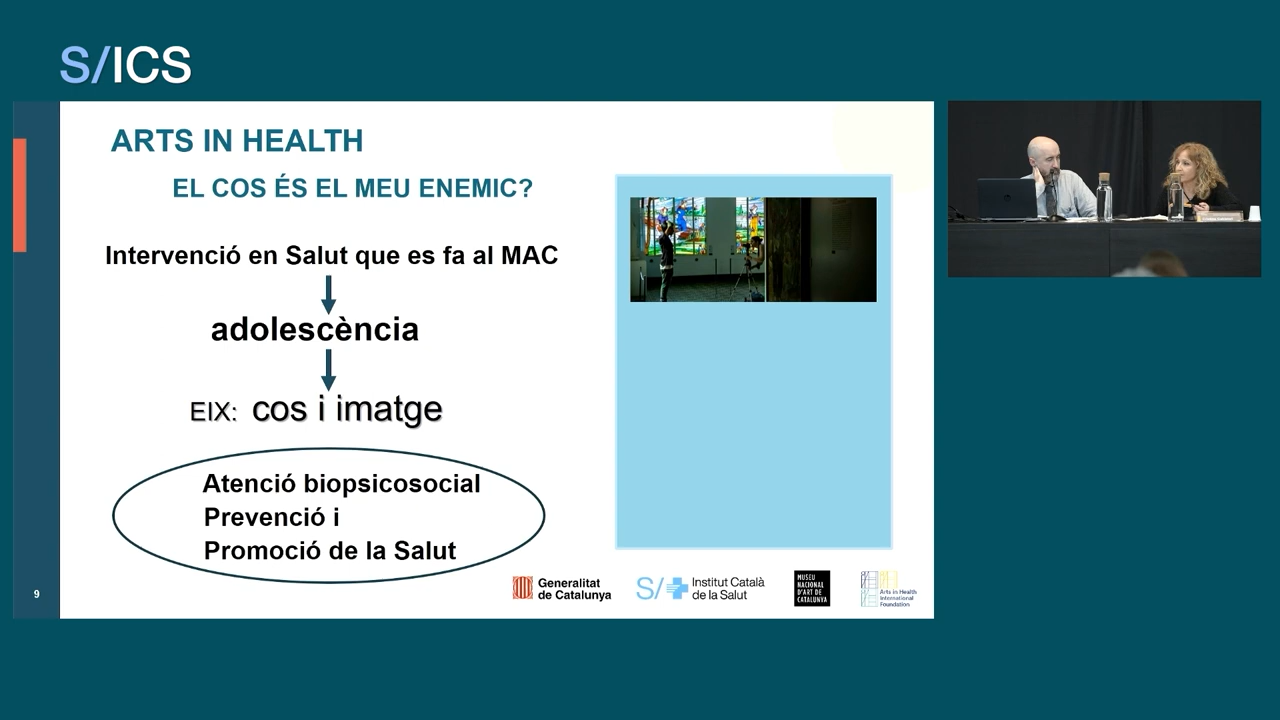 S/ICS
ARTS IN HEALTH
EL COS ÉS EL MEU ENEMIC?
Intervenció en Salut que es fa al MAC
adolescència
EIX: cos i imatge
Atenció biopsicosocial
Prevenció i
Promoció de la Salut
9
Generalitat
de Catalunya
S/
Institut Català
de la Salut
MUSEU
NACIONAL
D'ART DE
CATALUNYA
Arts in Health
International
Foundation